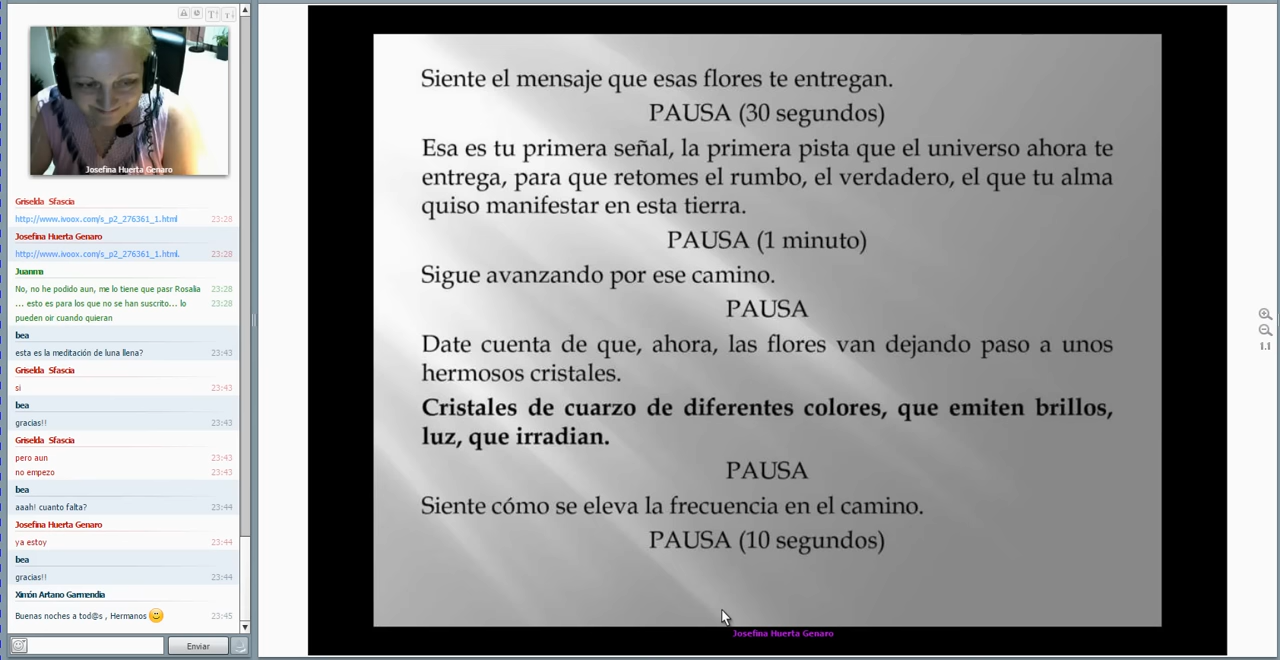 Josefina Huerta Genaro
Griselda Sfascia
http://www.ivoox.com/s_p2_276361_1.html 23:28
Josefina Huerta Genaro
http://www.ivoox.com/s_p2_276361_1.html. 23:28
Juanma
No, no he podido aun, me lo tiene que pasr Rosalia 23:28
... esto es para los que no se han suscrito... lo 23:28
pueden oir cuando quieran
bea
esta es la meditación de luna llena? 23:43
Griselda Sfascia
si 23:43
bea
gracias!! 23:43
Griselda Sfascia
pero aun 23:43
no empezo 23:43
bea
aaah! cuanto falta? 23:44
Josefina Huerta Genaro
ya estoy 23:44
bea
gracias!! 23:44
Ximón Artano Garmendia
Buenas noches a tod@s , Hermanos 23:45
Enviar
Siente el mensaje que esas flores te entregan.
PAUSA (30 segundos)
Esa es tu primera señal, la primera pista que el universo ahora te
entrega, para que retomes el rumbo, el verdadero, el que tu alma
quiso manifestar en esta tierra.
PAUSA (1 minuto)
Sigue avanzando por ese camino.
PAUSA
Date cuenta de que, ahora, las flores van dejando paso a unos
hermosos cristales.
Cristales de cuarzo de diferentes colores, que emiten brillos,
luz, que irradian.
PAUSA
Siente cómo se eleva la frecuencia en el camino.
PAUSA (10 segundos)
Josefina Huerta Genaro
1:1